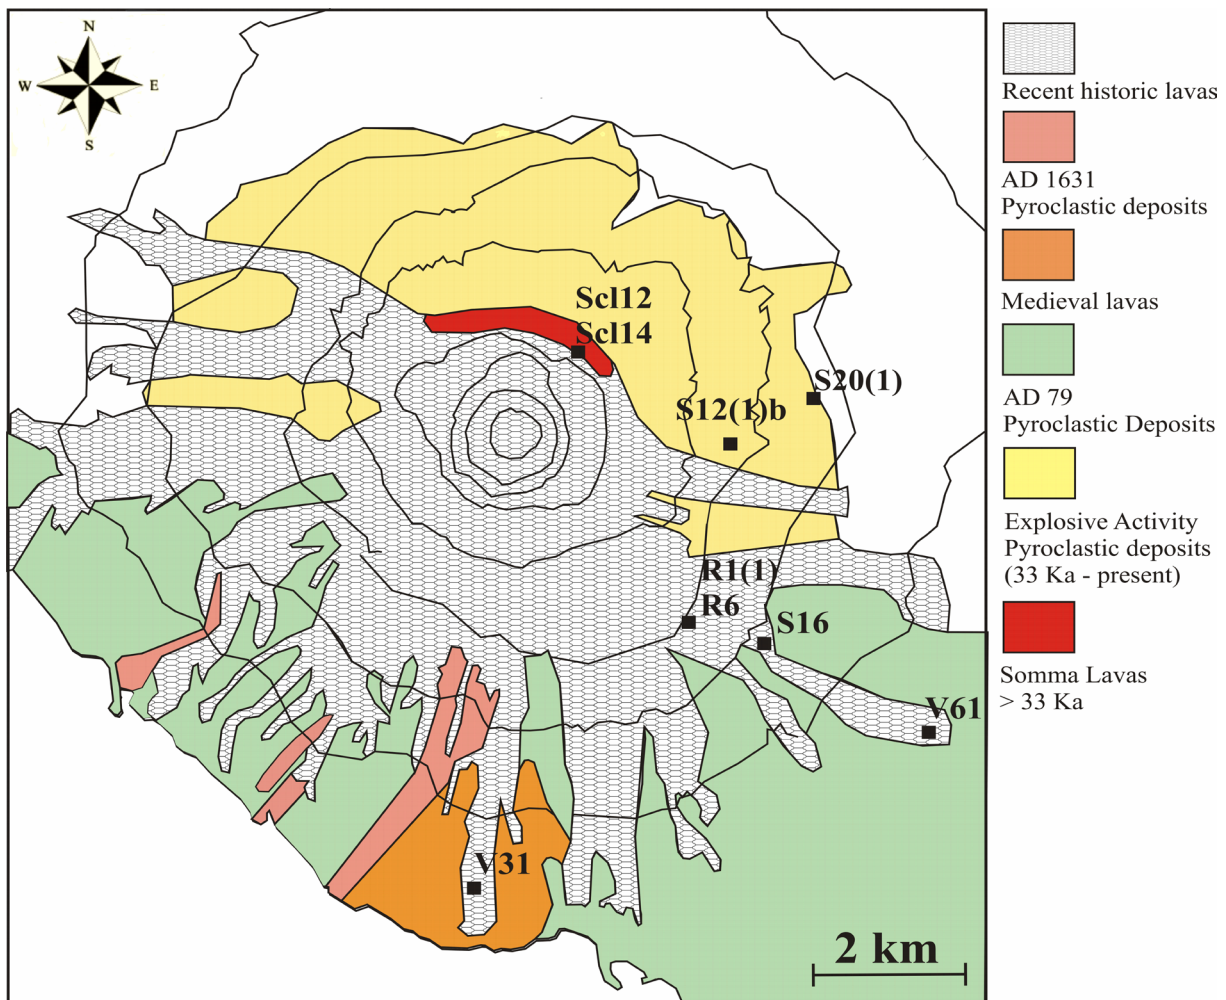 N
W E
S
Scl12
Scl14
S20(1)
S12(1)b
R1(1)
R6
S16
V61
V31
2 km
Recent historic lavas
AD 1631
Pyroclastic deposits
Medieval lavas
AD 79
Pyroclastic Deposits
Explosive Activity
Pyroclastic deposits
(33 Ka - present)
Somma Lavas
> 33 Ka